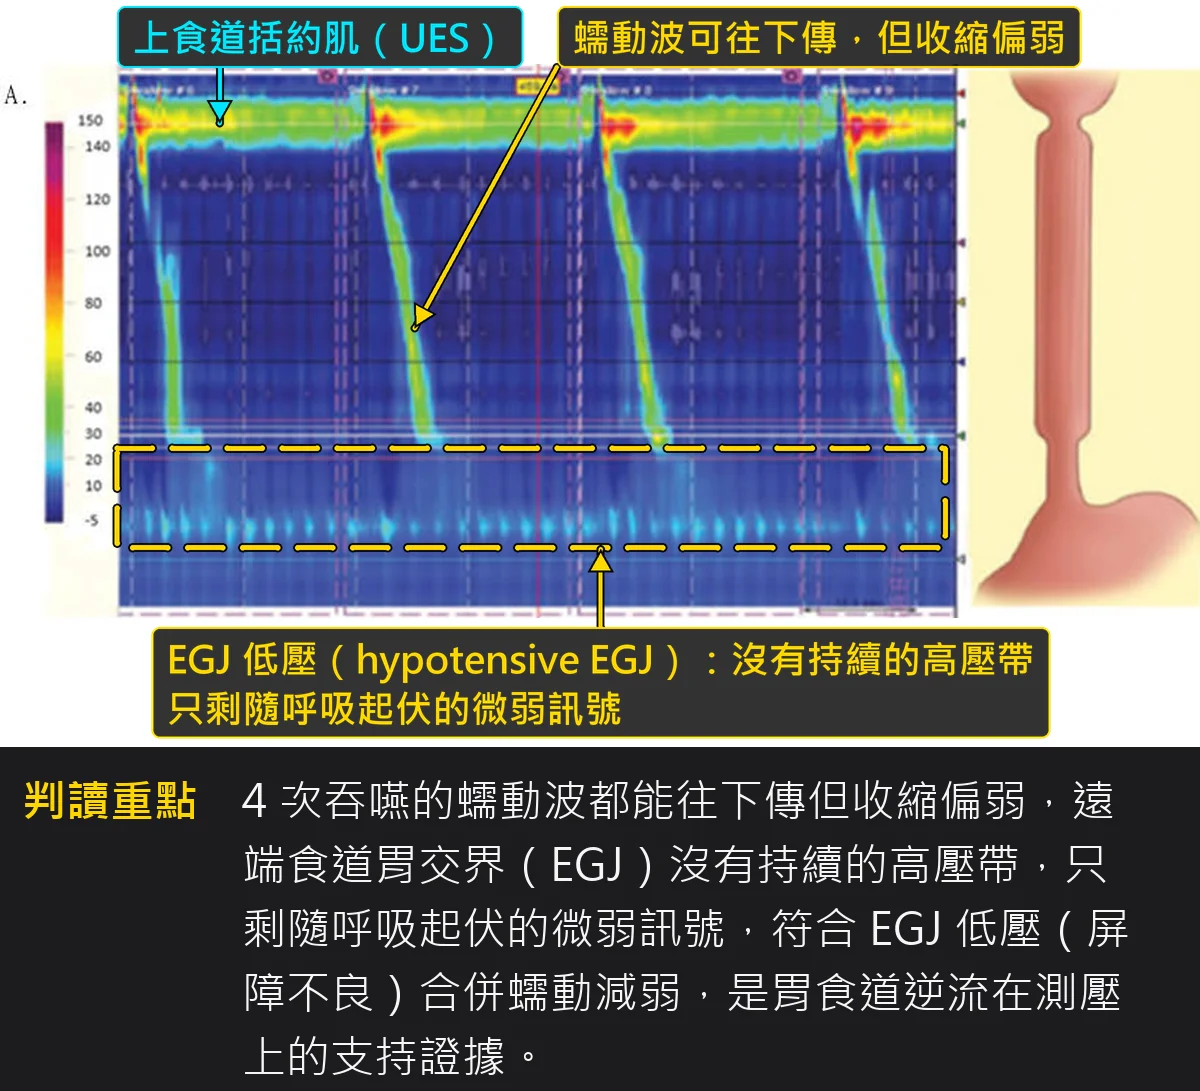 上食道括約肌（UES）
蠕動波可往下傳，但收縮偏弱
A.
150
140
120
100
80
60
40
30
20
10
-5
EGJ 低壓（hypotensive EGJ）：沒有持續的高壓帶
只剩隨呼吸起伏的微弱訊號
判讀重點
4 次吞嚥的蠕動波都能往下傳但收縮偏弱，遠
端食道胃交界（EGJ）沒有持續的高壓帶，只
剩隨呼吸起伏的微弱訊號，符合 EGJ 低壓（屏
障不良）合併蠕動減弱，是胃食道逆流在測壓
上的支持證據。